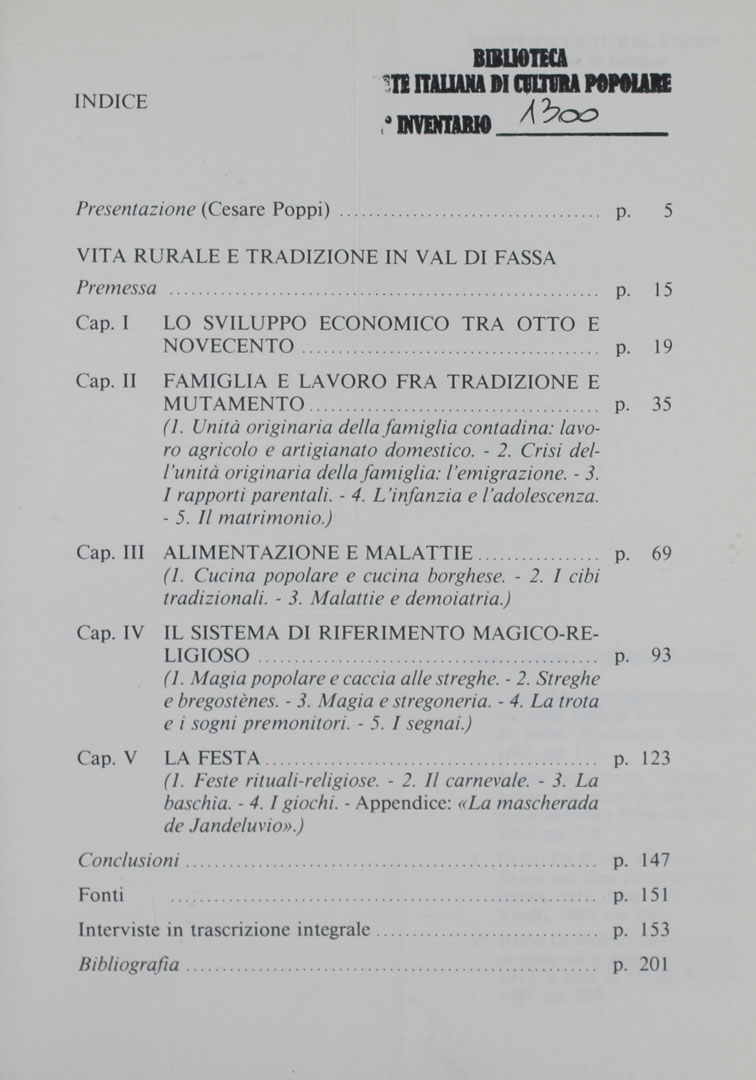 BIBLIOTECA
TE ITALIANA DI CULTURA POPOLARE
INVENTARIO 1300
INDICE
Presentazione (Cesare Poppi) ................................... p. 5
VITA RURALE E TRADIZIONE IN VAL DI FASSA
Premessa .......................................................... p. 15
Cap. I LO SVILUPPO ECONOMICO TRA OTTO E
NOVECENTO ........................................ p. 19
Cap. II FAMIGLIA E LAVORO FRA TRADIZIONE E
MUTAMENTO ....................................... p. 35
(1. Unità originaria della famiglia contadina: lavo-
ro agricolo e artigianato domestico. - 2. Crisi del-
l'unità originaria della famiglia: l'emigrazione. - 3.
I rapporti parentali. - 4. L'infanzia e l'adolescenza.
- 5. Il matrimonio.)
Cap. III ALIMENTAZIONE E MALATTIE ................ p. 69
(1. Cucina popolare e cucina borghese. - 2. I cibi
tradizionali. - 3. Malattie e demoiatria.)
Cap. IV IL SISTEMA DI RIFERIMENTO MAGICO-RE-
LIGIOSO .............................................. p. 93
(1. Magia popolare e caccia alle streghe. - 2. Streghe
e bregostènes. - 3. Magia e stregoneria. - 4. La trota
e i sogni premonitori. - 5. I segnai.)
Cap. V LA FESTA ............................................. p. 123
(1. Feste rituali-religiose. - 2. Il carnevale. - 3. La
baschìa. - 4. I giochi. - Appendice: «La mascherada
de Jandeluvio».)
Conclusioni ........................................................ p. 147
Fonti .......................................................... p. 151
Interviste in trascrizione integrale .............................. p. 153
Bibliografia ........................................................ p. 201